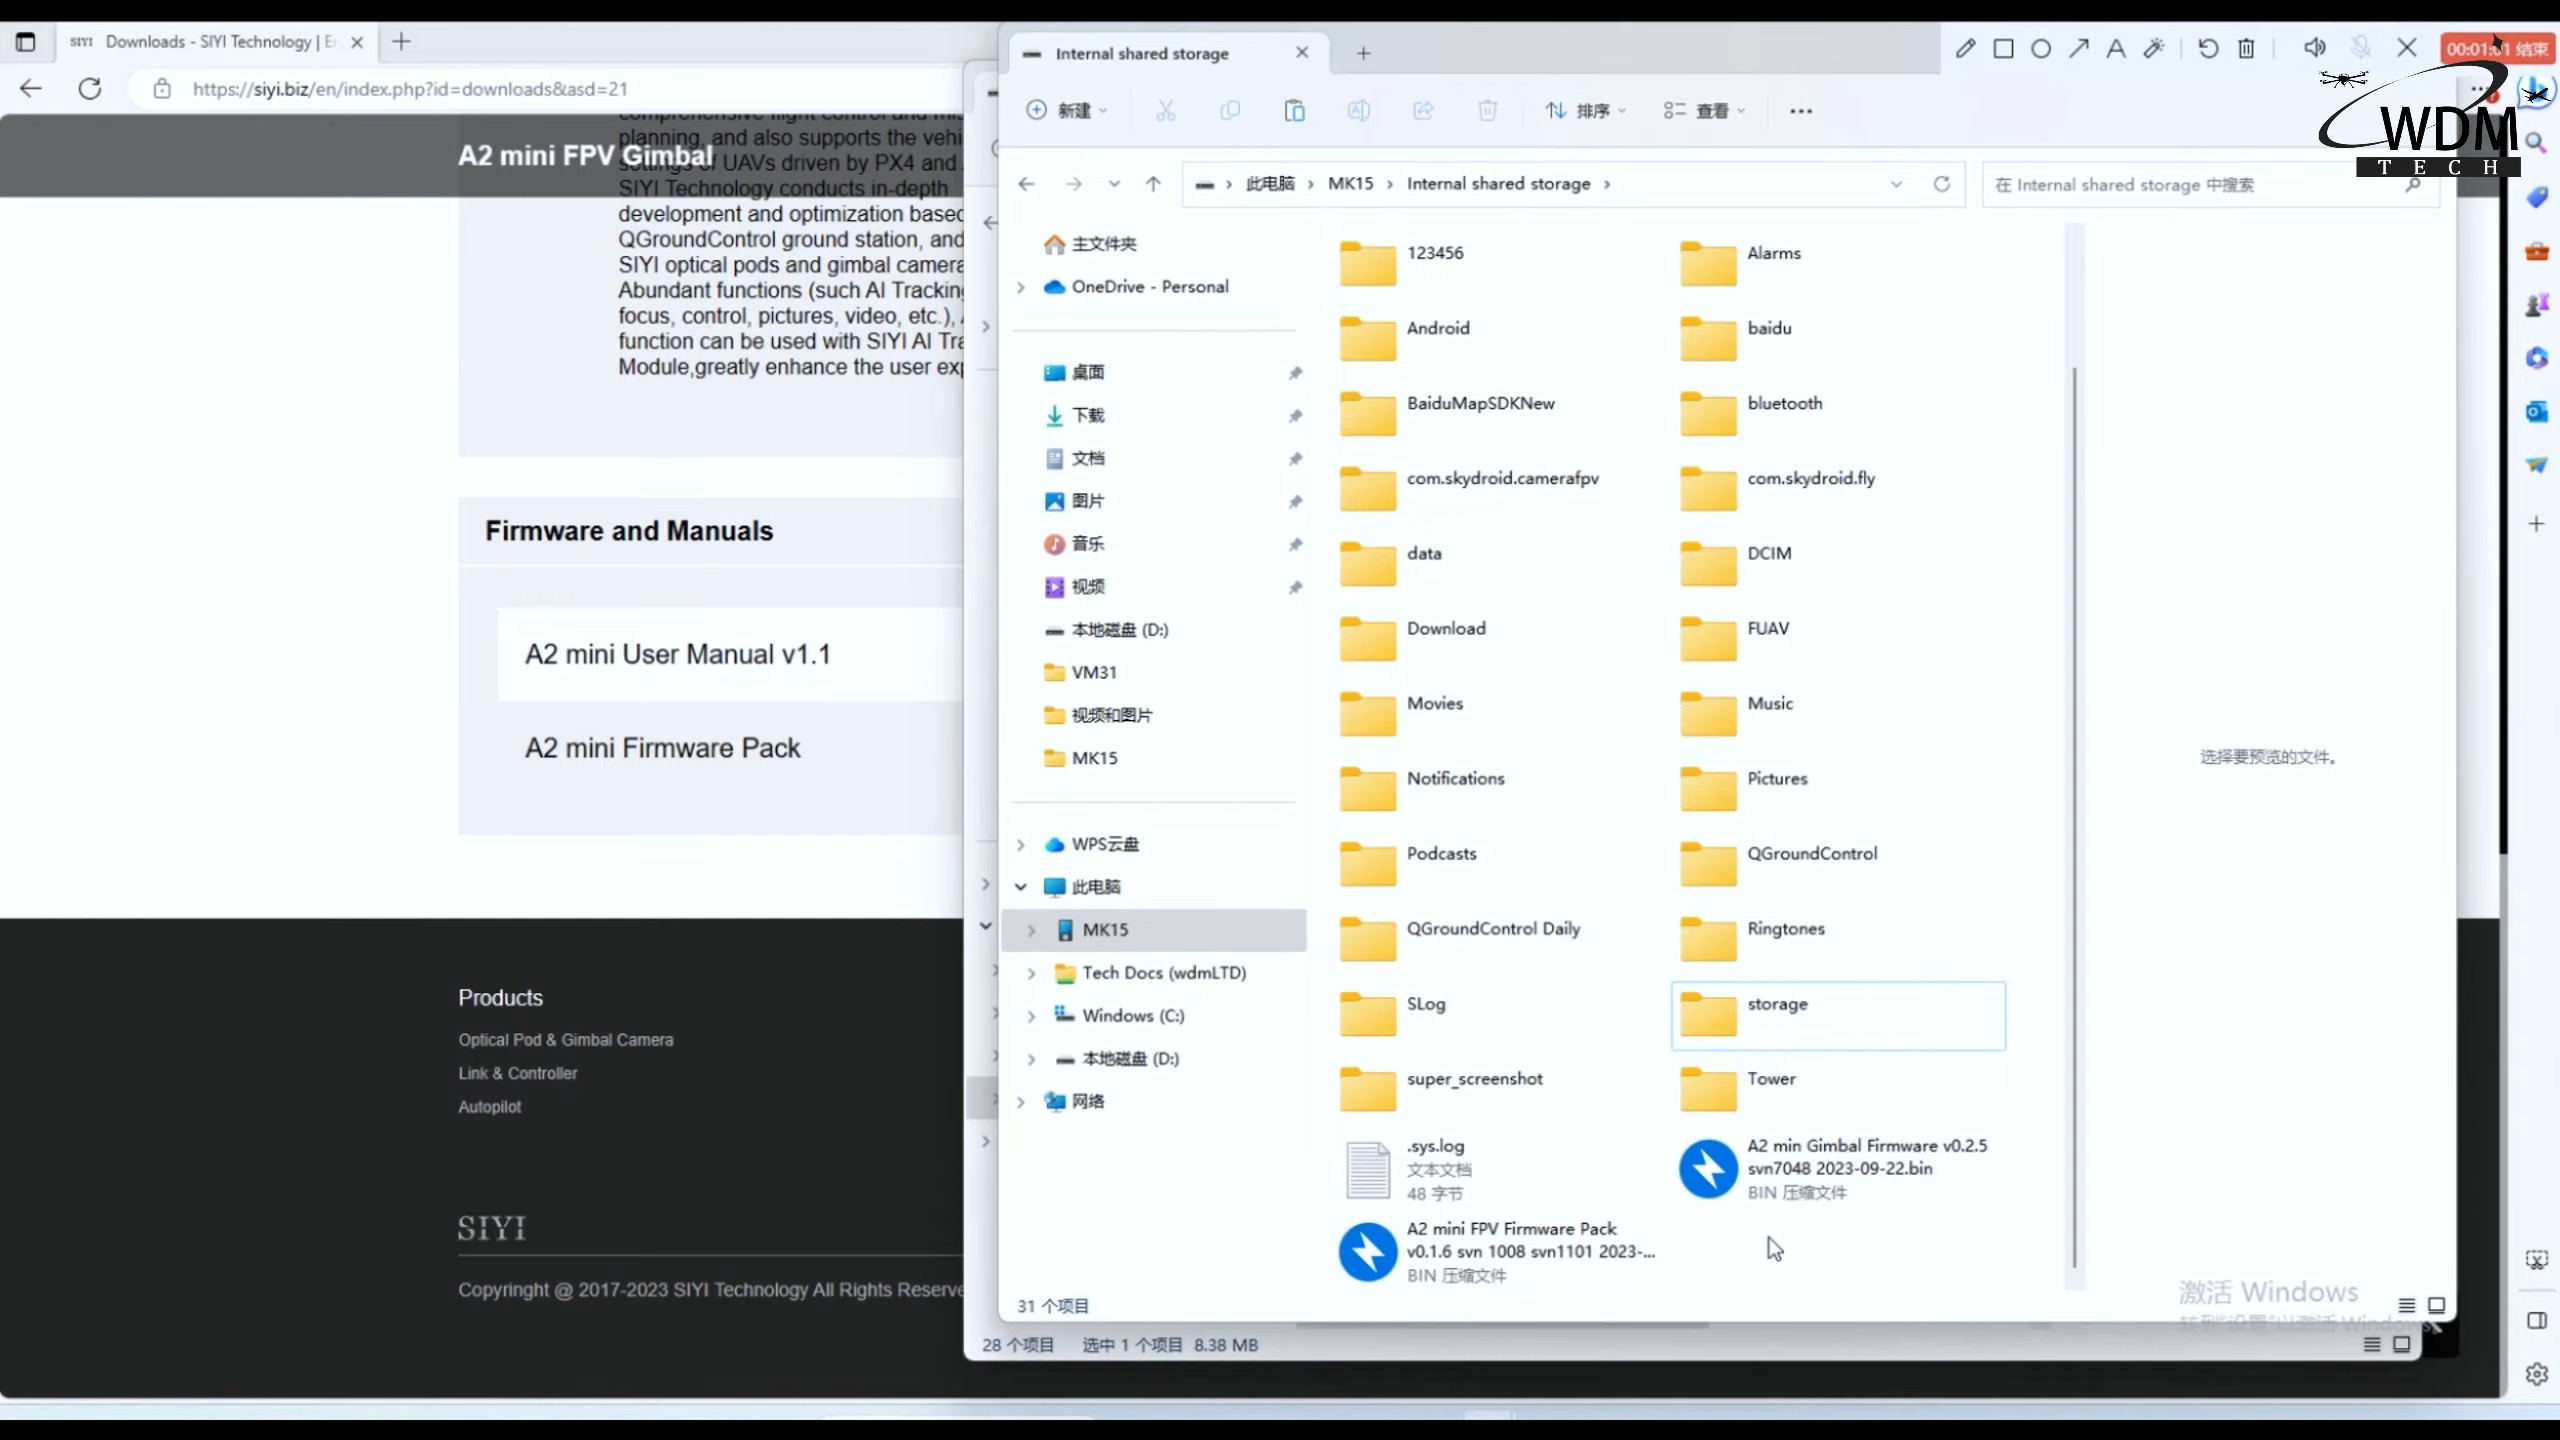 SIYI Downloads - SIYI Technology | En
https://siyi.biz/en/index.php?id=downloads&asd=21
A2 mini FPV Gimbal
planning, and also supports the vehi
settings of UAVs driven by PX4 and
SIYI Technology conducts in-depth
development and optimization based
QGroundControl ground station, and
SIYI optical pods and gimbal camera
Abundant functions (such AI Tracking
focus, control, pictures, video, etc.),
function can be used with SIYI AI Tra
Module,greatly enhance the user exp
Firmware and Manuals
A2 mini User Manual v1.1
A2 mini Firmware Pack
Products
Optical Pod & Gimbal Camera
Link & Controller
Autopilot
SIYI
Copyringht @ 2017-2023 SIYI Technology All Rights Reserve
Internal shared storage
00:01:01 结束
WDM
TECH
新建
排序
查看
此电脑 > MK15 > Internal shared storage >
在 Internal shared storage 中搜索
主文件夹
OneDrive - Personal
桌面
下载
文档
图片
音乐
视频
本地磁盘 (D:)
VM31
视频和图片
MK15
WPS云盘
此电脑
MK15
Tech Docs (wdmLTD)
Windows (C:)
本地磁盘 (D:)
网络
123456
Alarms
Android
baidu
BaiduMapSDKNew
bluetooth
com.skydroid.camerafpv
com.skydroid.fly
data
DCIM
Download
FUAV
Movies
Music
Notifications
Pictures
Podcasts
QGroundControl
QGroundControl Daily
Ringtones
SLog
storage
super_screenshot
Tower
.sys.log
文本文档
48 字节
A2 min Gimbal Firmware v0.2.5
svn7048 2023-09-22.bin
BIN 压缩文件
A2 mini FPV Firmware Pack
v0.1.6 svn 1008 svn1101 2023-...
BIN 压缩文件
选择要预览的文件。
31 个项目
激活 Windows
28 个项目 选中 1 个项目 8.38 MB